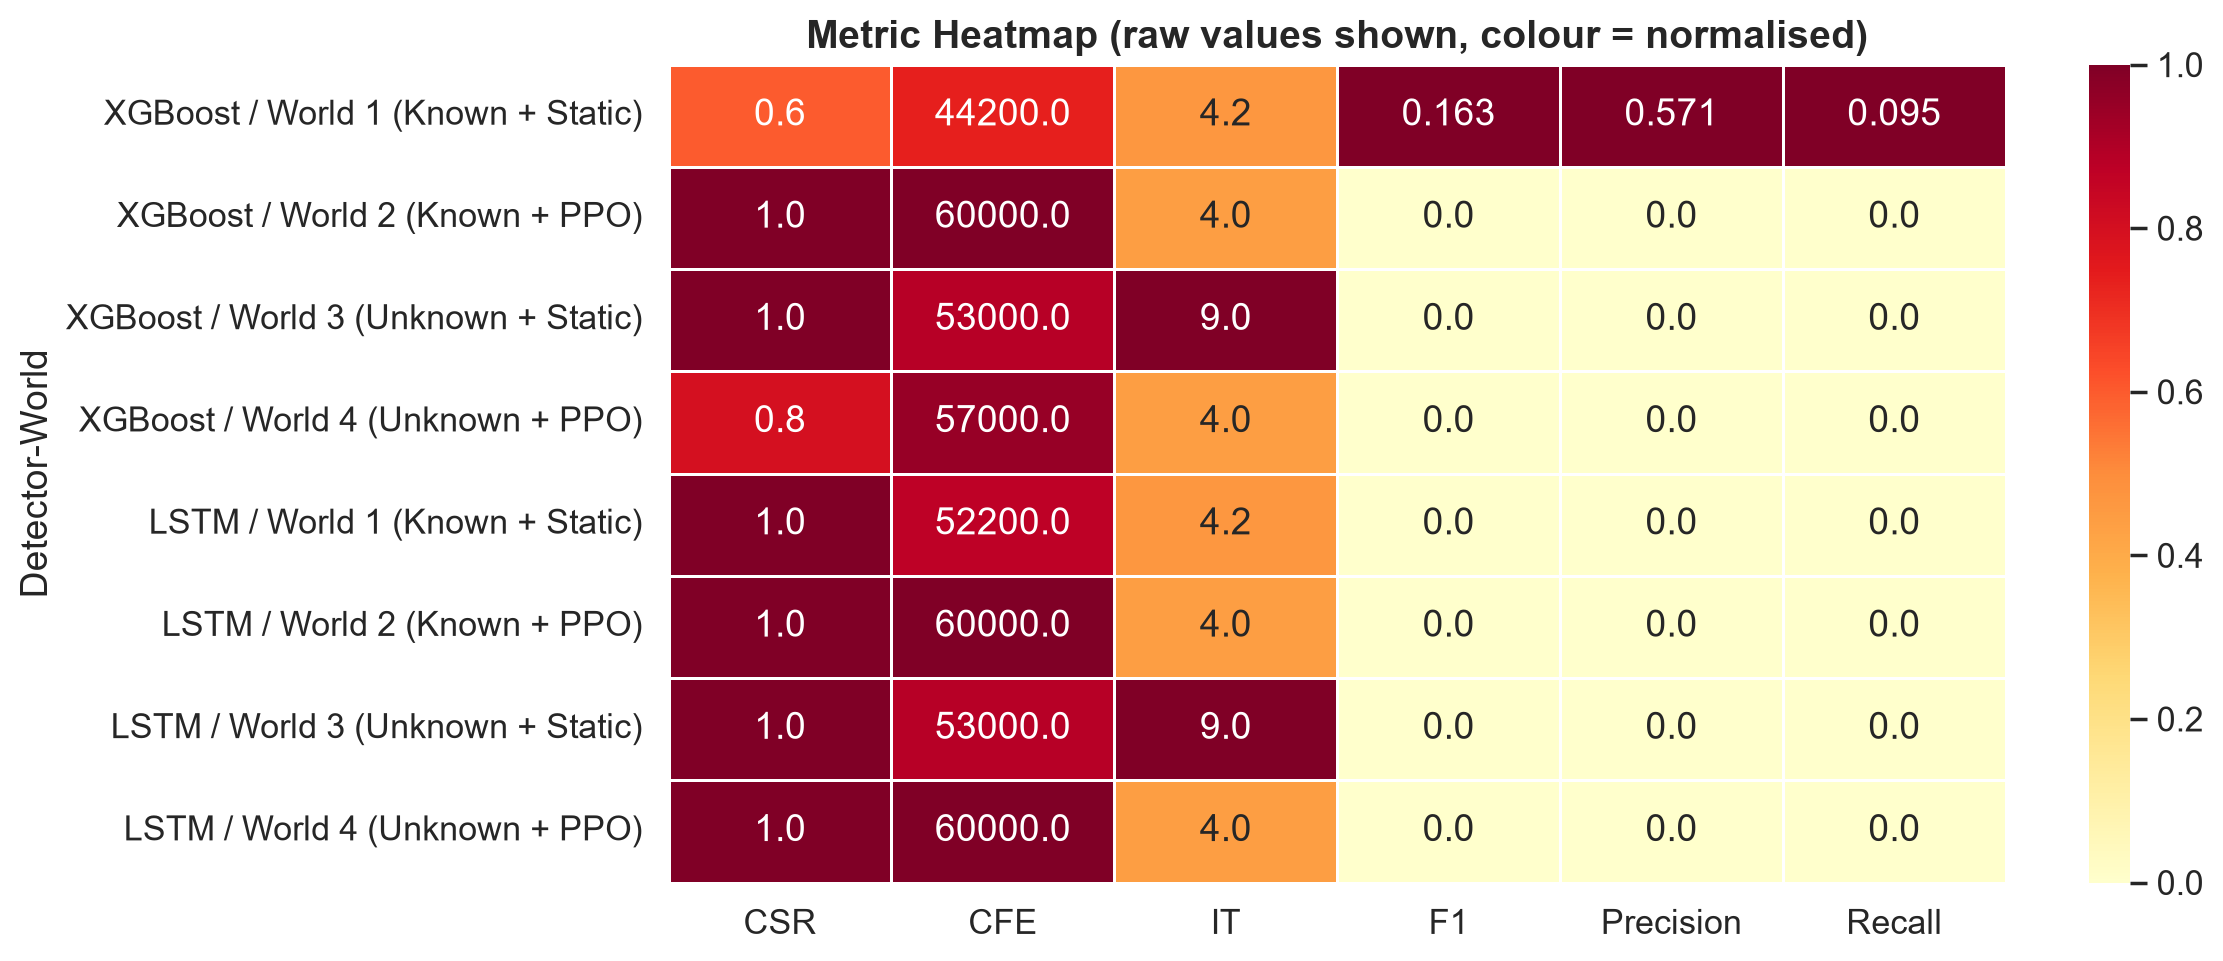 Metric Heatmap (raw values shown, colour = normalised)
Detector-World
XGBoost / World 1 (Known + Static) 0.6 44200.0 4.2 0.163 0.571 0.095
XGBoost / World 2 (Known + PPO) 1.0 60000.0 4.0 0.0 0.0 0.0
XGBoost / World 3 (Unknown + Static) 1.0 53000.0 9.0 0.0 0.0 0.0
XGBoost / World 4 (Unknown + PPO) 0.8 57000.0 4.0 0.0 0.0 0.0
LSTM / World 1 (Known + Static) 1.0 52200.0 4.2 0.0 0.0 0.0
LSTM / World 2 (Known + PPO) 1.0 60000.0 4.0 0.0 0.0 0.0
LSTM / World 3 (Unknown + Static) 1.0 53000.0 9.0 0.0 0.0 0.0
LSTM / World 4 (Unknown + PPO) 1.0 60000.0 4.0 0.0 0.0 0.0
CSR CFE IT F1 Precision Recall
1.0
0.8
0.6
0.4
0.2
0.0